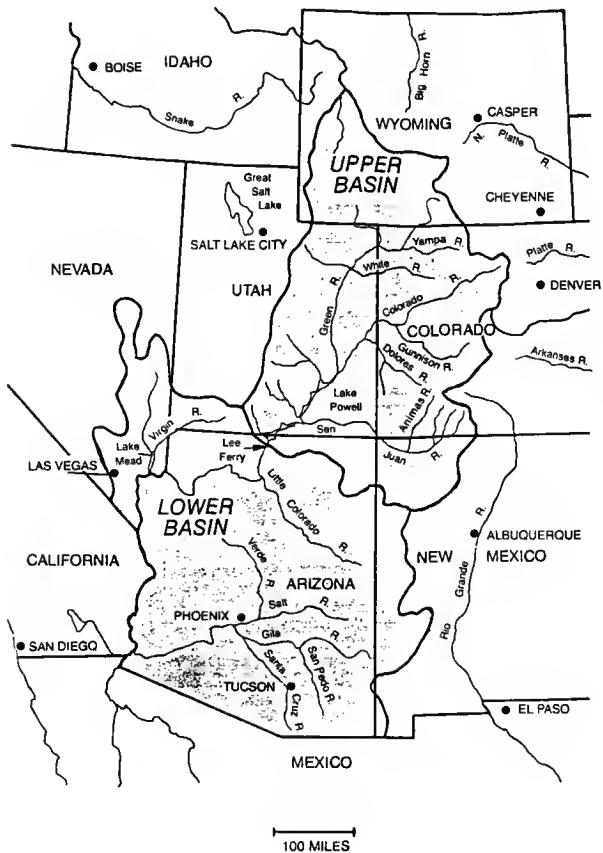 IDAHO
BOISE
Snake R.
Big Horn R.
WYOMING
CASPER
N. Platte R.
CHEYENNE
UPPER
BASIN
Great
Salt
Lake
SALT LAKE CITY
NEVADA
UTAH
Yampa R.
White R.
Green R.
Colorado
COLORADO
Platte R.
DENVER
Arkansas R.
Gunnison R.
Dolores R.
Animas R.
Lake
Powell
San Juan R.
Virgin R.
Lake
Mead
LAS VEGAS
Lee
Ferry
Little Colorado R.
LOWER
BASIN
CALIFORNIA
Verde R.
ARIZONA
NEW
MEXICO
ALBUQUERQUE
Rio Grande R.
PHOENIX
Salt R.
Gila R.
SAN DIEGO
Santa Cruz R.
San Pedro R.
TUCSON
EL PASO
MEXICO
100 MILES